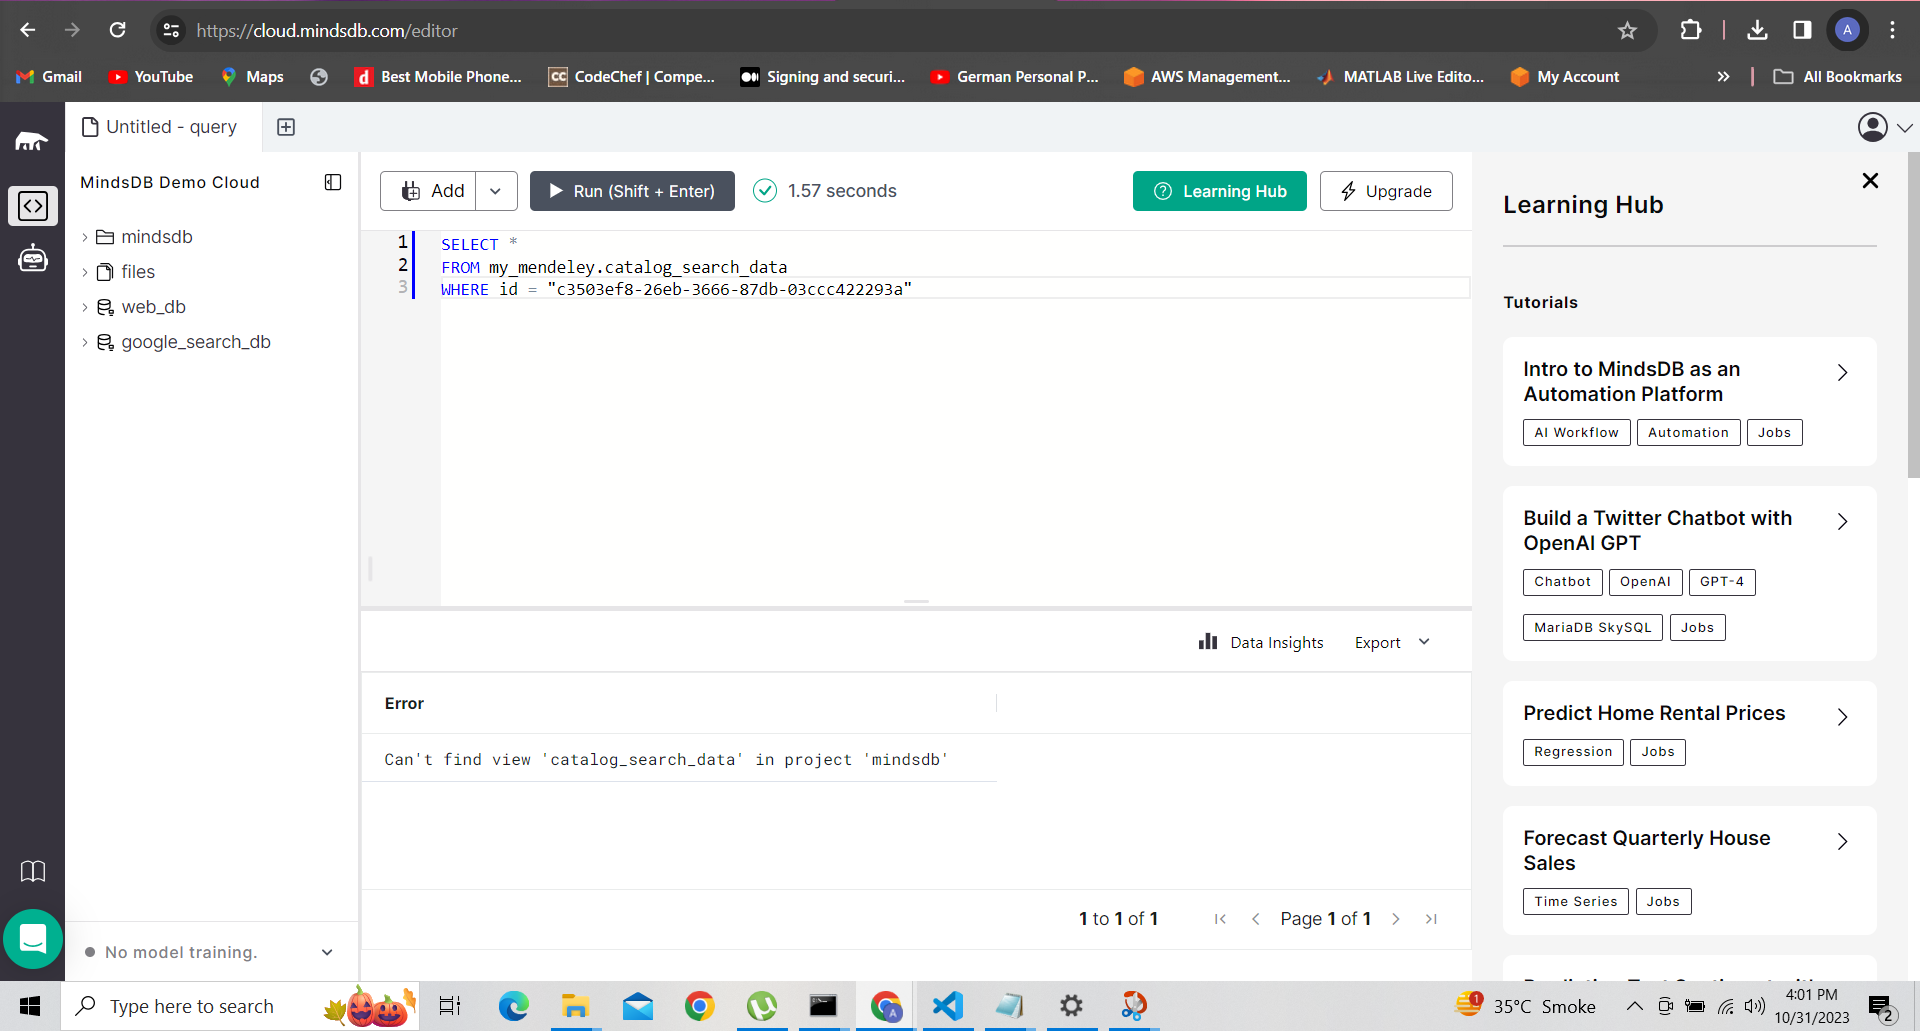 https://cloud.mindsdb.com/editor
A
Gmail
YouTube
Maps
Best Mobile Phone...
CodeChef | Compe...
Signing and securi...
German Personal P...
AWS Management...
MATLAB Live Edito...
My Account
All Bookmarks
Untitled - query
MindsDB Demo Cloud
mindsdb
files
web_db
google_search_db
No model training.
Add
Run (Shift + Enter)
1.57 seconds
Learning Hub
Upgrade
1 SELECT *
2 FROM my_mendeley.catalog_search_data
3 WHERE id = "c3503ef8-26eb-3666-87db-03ccc422293a"
Data Insights
Export
Error
Can't find view 'catalog_search_data' in project 'mindsdb'
1 to 1 of 1
Page 1 of 1
Learning Hub
Tutorials
Intro to MindsDB as an
Automation Platform
AI Workflow
Automation
Jobs
Build a Twitter Chatbot with
OpenAI GPT
Chatbot
OpenAI
GPT-4
MariaDB SkySQL
Jobs
Predict Home Rental Prices
Regression
Jobs
Forecast Quarterly House
Sales
Time Series
Jobs
Type here to search
A
1
35°C Smoke
4:01 PM
10/31/2023
2